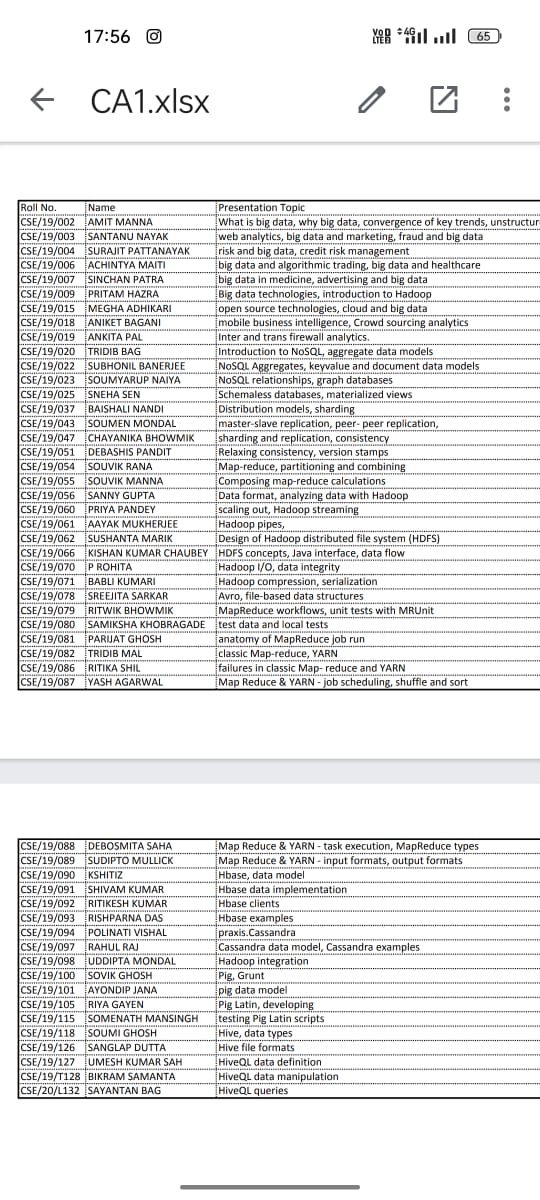 17:56
VoD LTE 4G 65
CA1.xlsx
Roll No. Name Presentation Topic
CSE/19/002 AMIT MANNA What is big data, why big data, convergence of key trends, unstructur
CSE/19/003 SANTANU NAYAK web analytics, big data and marketing, fraud and big data
CSE/19/004 SURAJIT PATTANAYAK risk and big data, credit risk management
CSE/19/006 ACHINTYA MAITI big data and algorithmic trading, big data and healthcare
CSE/19/007 SINCHAN PATRA big data in medicine, advertising and big data
CSE/19/009 PRITAM HAZRA Big data technologies, introduction to Hadoop
CSE/19/015 MEGHA ADHIKARI open source technologies, cloud and big data
CSE/19/018 ANIKET BAGANI mobile business intelligence, Crowd sourcing analytics
CSE/19/019 ANKITA PAL Inter and trans firewall analytics.
CSE/19/020 TRIDIB BAG Introduction to NoSQL, aggregate data models
CSE/19/022 SUBHONIL BANERJEE NoSQL Aggregates, keyvalue and document data models
CSE/19/023 SOUMYARUP NAIYA NoSQL relationships, graph databases
CSE/19/025 SNEHA SEN Schemaless databases, materialized views
CSE/19/037 BAISHALI NANDI Distribution models, sharding
CSE/19/043 SOUMEN MONDAL master-slave replication, peer- peer replication,
CSE/19/047 CHAYANIKA BHOWMIK sharding and replication, consistency
CSE/19/051 DEBASHIS PANDIT Relaxing consistency, version stamps
CSE/19/054 SOUVIK RANA Map-reduce, partitioning and combining
CSE/19/055 SOUVIK MANNA Composing map-reduce calculations
CSE/19/056 SANNY GUPTA Data format, analyzing data with Hadoop
CSE/19/060 PRIYA PANDEY scaling out, Hadoop streaming
CSE/19/061 AAYAK MUKHERJEE Hadoop pipes,
CSE/19/062 SUSHANTA MARIK Design of Hadoop distributed file system (HDFS)
CSE/19/066 KISHAN KUMAR CHAUBEY HDFS concepts, Java interface, data flow
CSE/19/070 P ROHITA Hadoop I/O, data integrity
CSE/19/071 BABLI KUMARI Hadoop compression, serialization
CSE/19/078 SREEJITA SARKAR Avro, file-based data structures
CSE/19/079 RITWIK BHOWMIK MapReduce workflows, unit tests with MRUnit
CSE/19/080 SAMIKSHA KHOBRAGADE test data and local tests
CSE/19/081 PARIJAT GHOSH anatomy of MapReduce job run
CSE/19/082 TRIDIB MAL classic Map-reduce, YARN
CSE/19/086 RITIKA SHIL failures in classic Map- reduce and YARN
CSE/19/087 YASH AGARWAL Map Reduce & YARN - job scheduling, shuffle and sort
CSE/19/088 DEBOSMITA SAHA Map Reduce & YARN - task execution, MapReduce types
CSE/19/089 SUDIPTO MULLICK Map Reduce & YARN - input formats, output formats
CSE/19/090 KSHITIZ Hbase, data model
CSE/19/091 SHIVAM KUMAR Hbase data implementation
CSE/19/092 RITIKESH KUMAR Hbase clients
CSE/19/093 RISHPARNA DAS Hbase examples
CSE/19/094 POLINATI VISHAL praxis.Cassandra
CSE/19/097 RAHUL RAJ Cassandra data model, Cassandra examples
CSE/19/098 UDDIPTA MONDAL Hadoop integration
CSE/19/100 SOVIK GHOSH Pig, Grunt
CSE/19/101 AYONDIP JANA pig data model
CSE/19/105 RIYA GAYEN Pig Latin, developing
CSE/19/115 SOMENATH MANSINGH testing Pig Latin scripts
CSE/19/118 SOUMI GHOSH Hive, data types
CSE/19/126 SANGLAP DUTTA Hive file formats
CSE/19/127 UMESH KUMAR SAH HiveQL data definition
CSE/19/T128 BIKRAM SAMANTA HiveQL data manipulation
CSE/20/L132 SAYANTAN BAG HiveQL queries